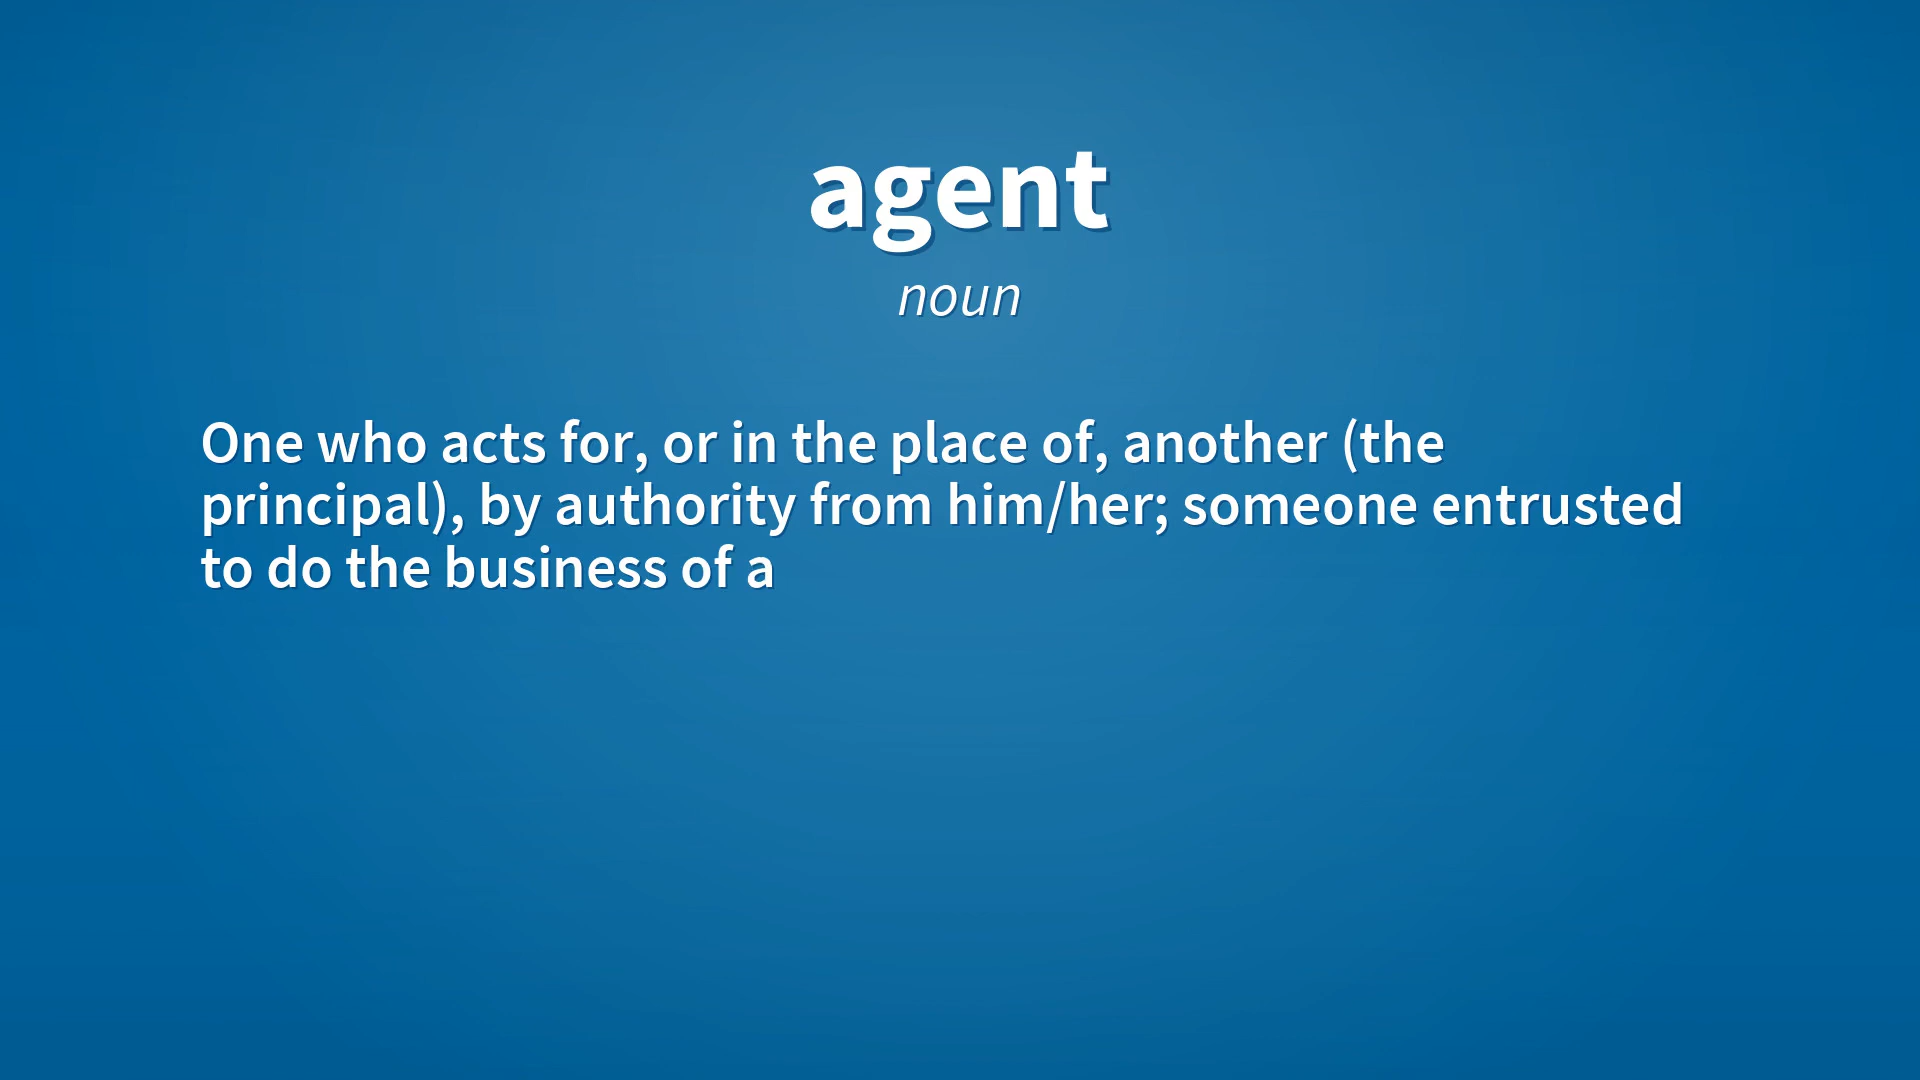 agent
noun
One who acts for, or in the place of, another (the
principal), by authority from him/her; someone entrusted
to do the business of a